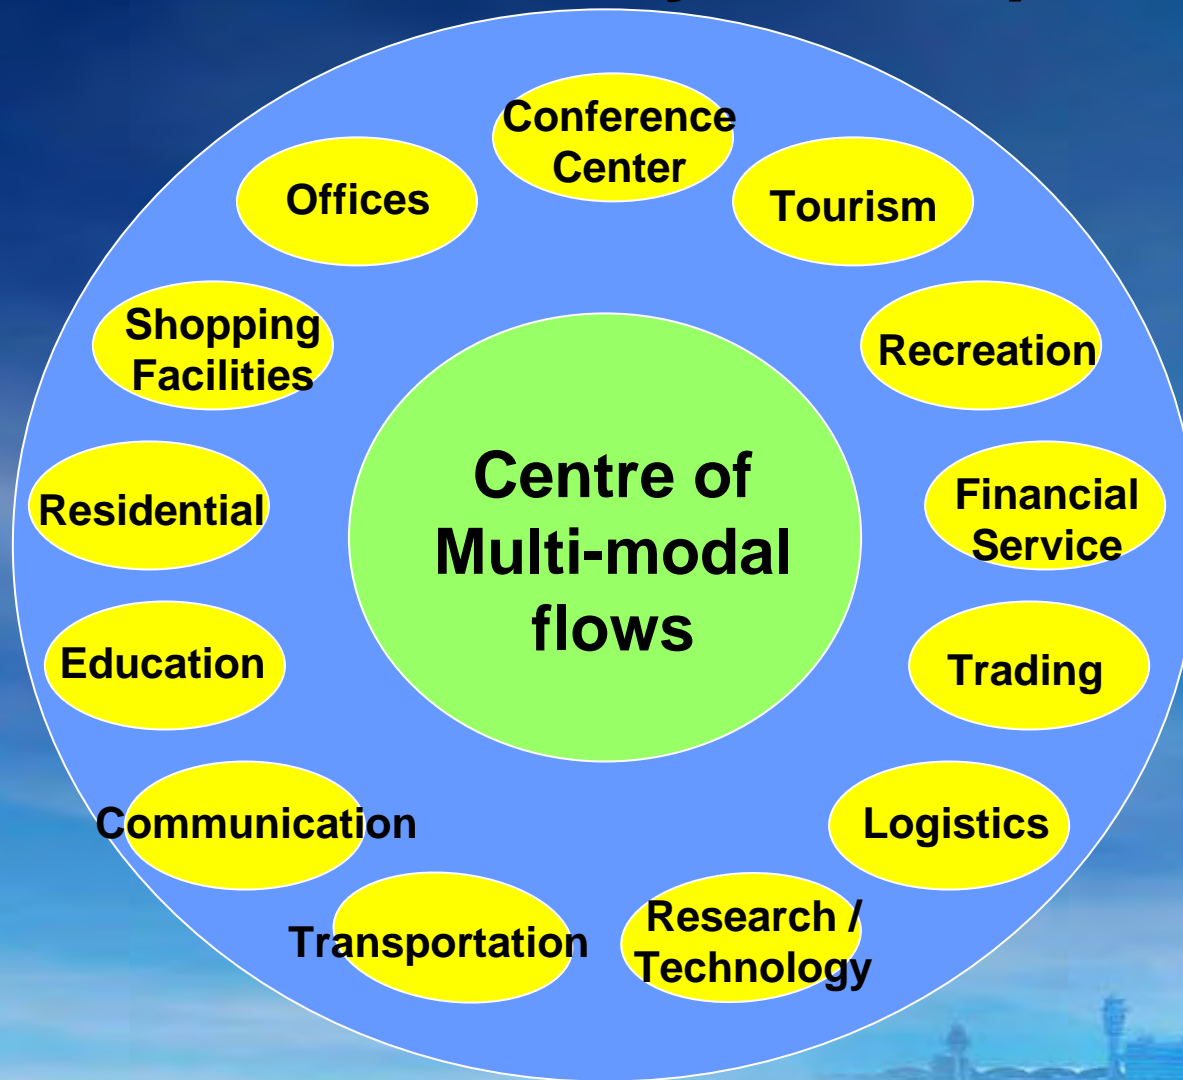 Conference
Center
Offices
Tourism
Shopping
Facilities
Recreation
Centre of
Multi-modal
flows
Residential
Financial
Service
Education
Trading
Communication
Logistics
Transportation
Research /
Technology